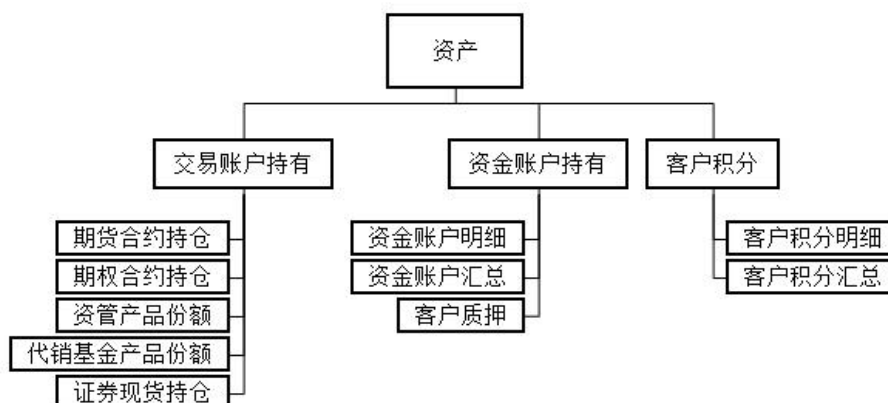 资产
交易账户持有
资金账户持有
客户积分
期货合约持仓
期权合约持仓
资管产品份额
代销基金产品份额
证券现货持仓
资金账户明细
资金账户汇总
客户质押
客户积分明细
客户积分汇总